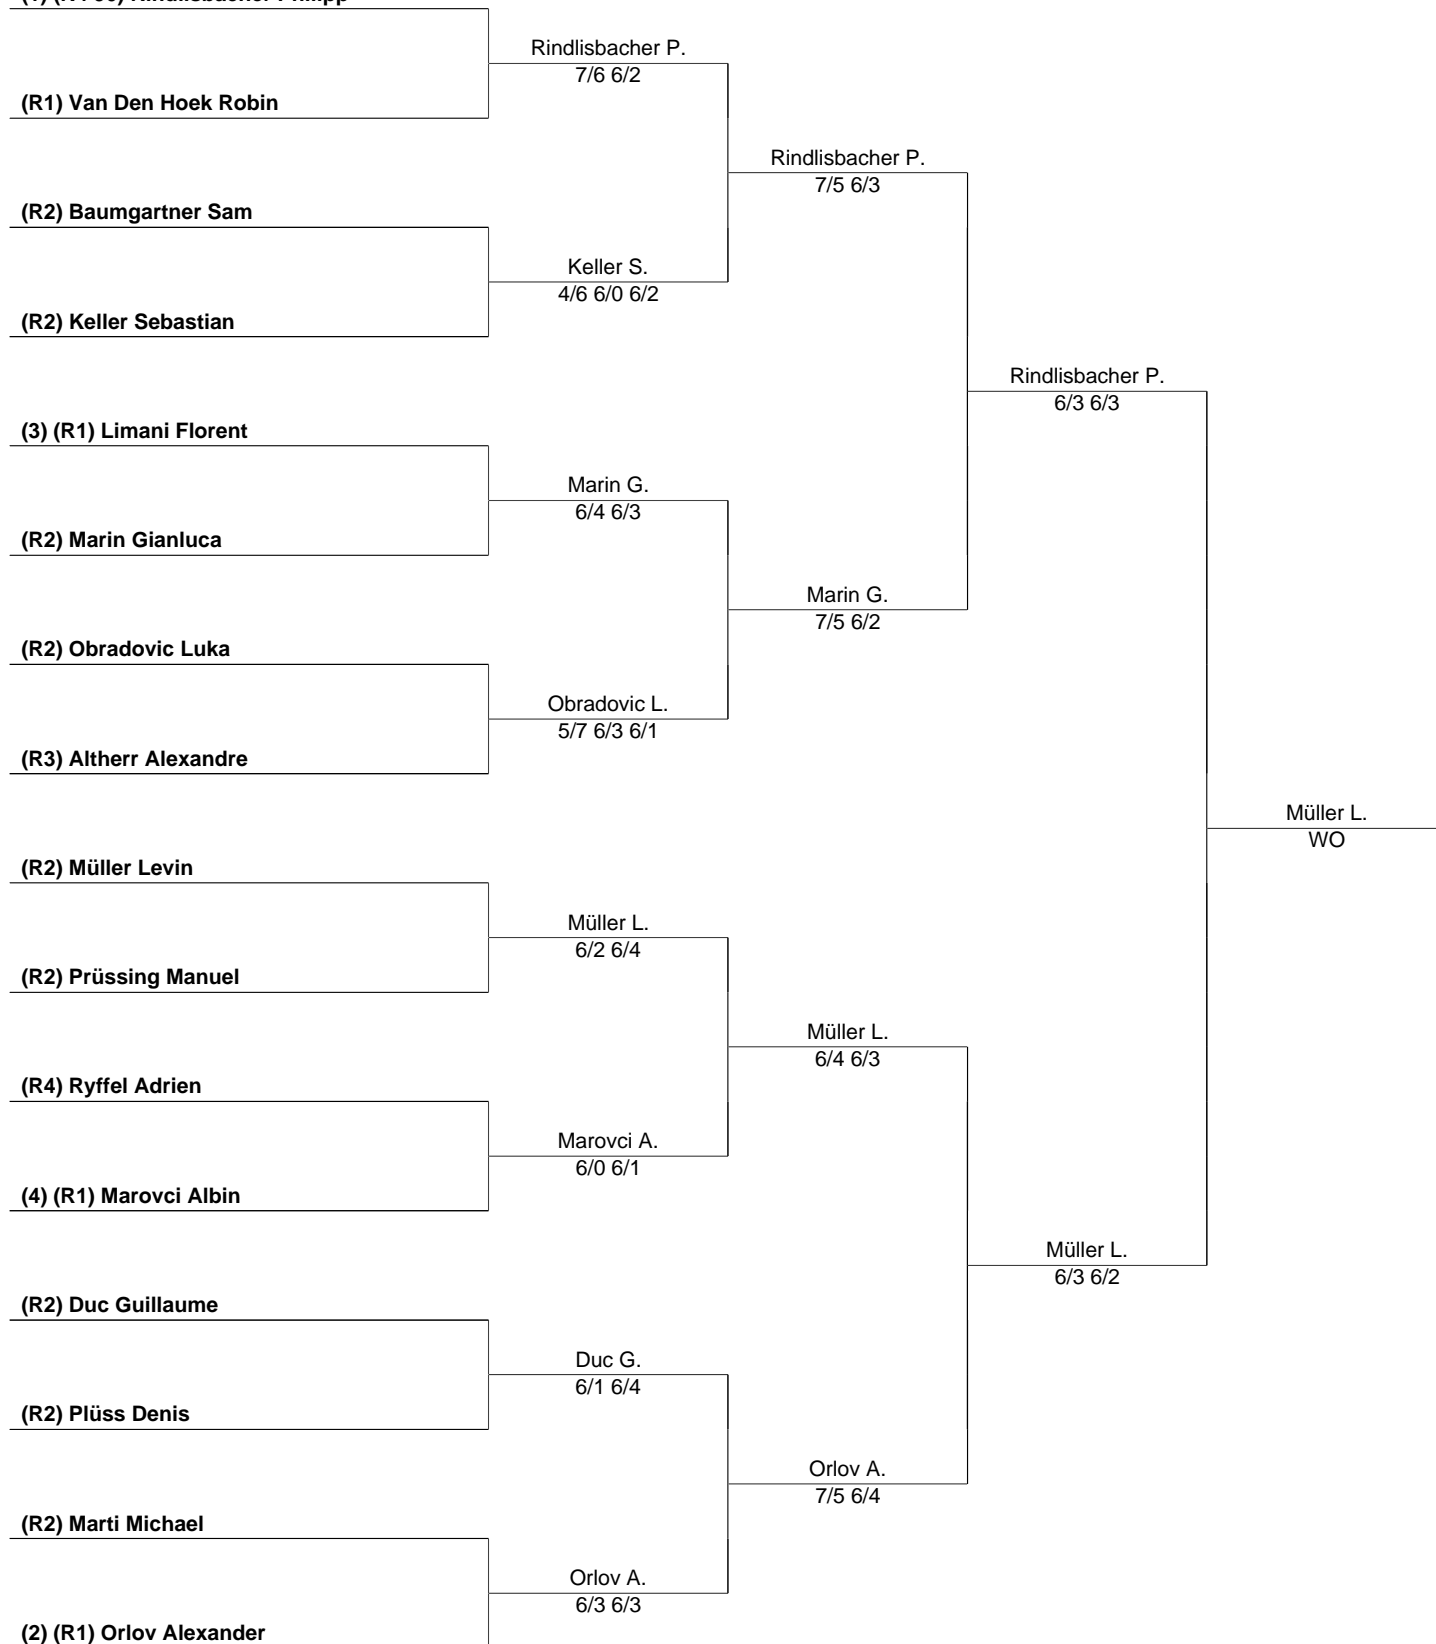 Rindlisbacher Philipp
Rindlisbacher P.
7/6 6/2
(R1) Van Den Hoek Robin
Rindlisbacher P.
7/5 6/3
(R2) Baumgartner Sam
Keller S.
4/6 6/0 6/2
(R2) Keller Sebastian
Rindlisbacher P.
6/3 6/3
(3) (R1) Limani Florent
Marin G.
6/4 6/3
(R2) Marin Gianluca
Marin G.
7/5 6/2
(R2) Obradovic Luka
Obradovic L.
5/7 6/3 6/1
(R3) Altherr Alexandre
Müller L.
WO
(R2) Müller Levin
Müller L.
6/2 6/4
(R2) Prüssing Manuel
Müller L.
6/4 6/3
(R4) Ryffel Adrien
Marovci A.
6/0 6/1
(4) (R1) Marovci Albin
Müller L.
6/3 6/2
(R2) Duc Guillaume
Duc G.
6/1 6/4
(R2) Plüss Denis
Orlov A.
7/5 6/4
(R2) Marti Michael
Orlov A.
6/3 6/3
(2) (R1) Orlov Alexander